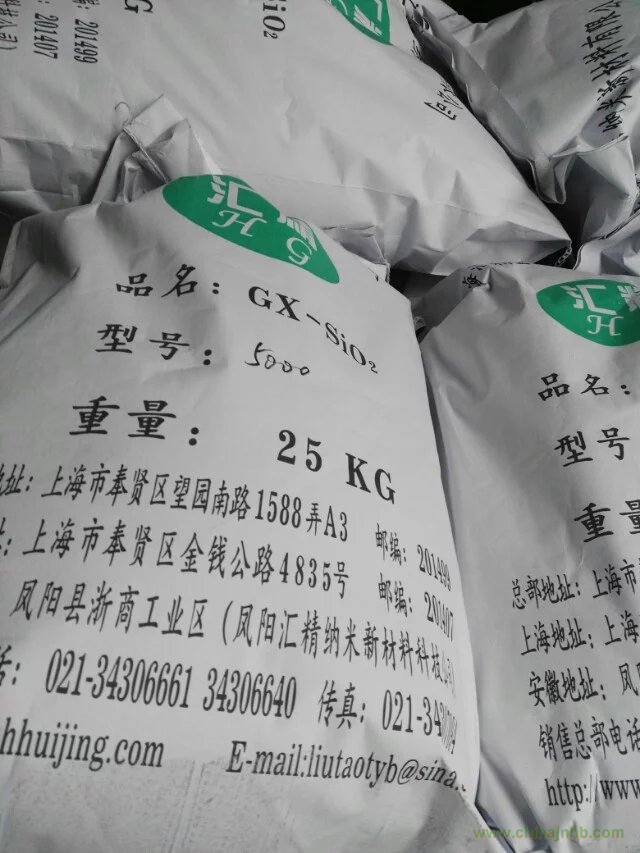 SiO₂
201499
201407
汇精
H G
品名：GX-SiO₂
型号：5000
重量：25 KG
地址：上海市奉贤区望园南路1588弄A3 邮编：201499
上海市奉贤区金钱公路4835号 邮编：201407
凤阳县浙商工业区（凤阳汇精纳米新材料科技
021-34306661 34306640 传真：021-34
hhuijing.com E-mail:liutaotyb@sina.
汇
H
品名：
型号
重量
总部地址：上海市
上海地址：上海
安徽地址：凤
销售总部电话
http://www
www.chinajnhb.com